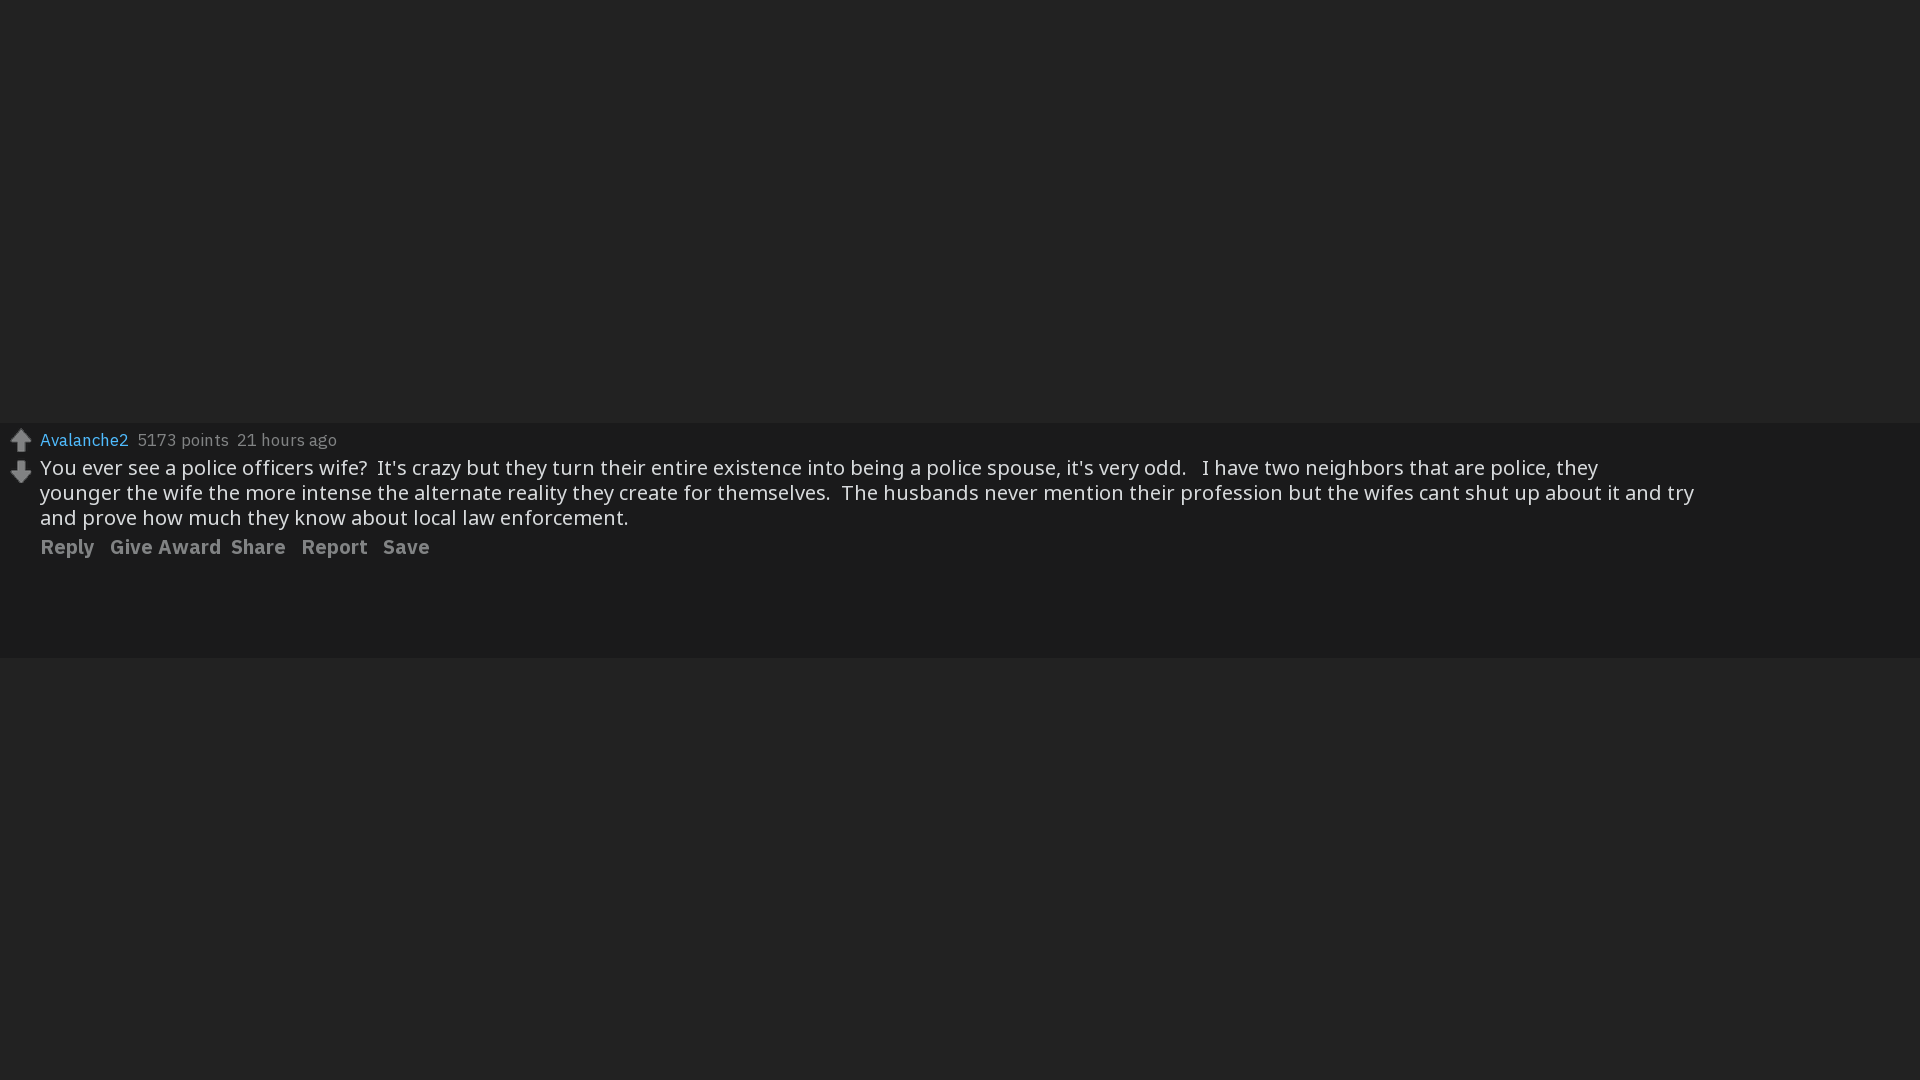 Avalanche2 5173 points 21 hours ago
You ever see a police officers wife? It's crazy but they turn their entire existence into being a police spouse, it's very odd. I have two neighbors that are police, they
younger the wife the more intense the alternate reality they create for themselves. The husbands never mention their profession but the wifes cant shut up about it and try
and prove how much they know about local law enforcement.
Reply Give Award Share Report Save